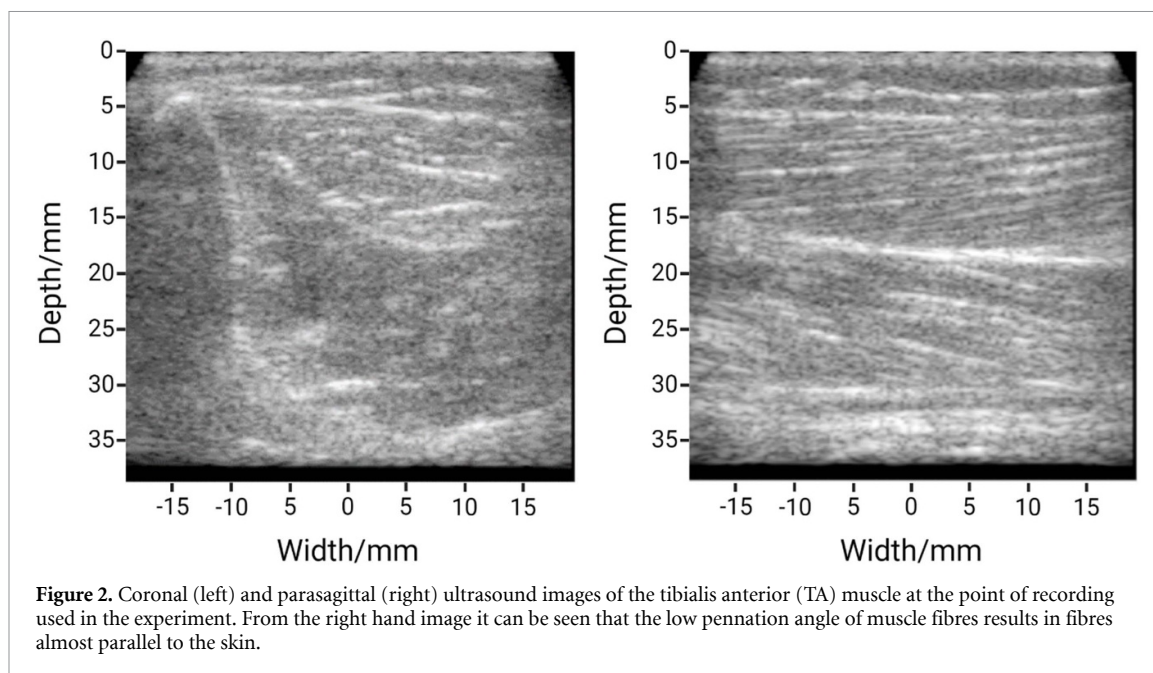 0
5
10
15
20
25
30
35
Depth/mm
-15 -10 5 0 5 10 15
Width/mm
0
5
10
15
20
25
30
35
Depth/mm
-15 -10 5 0 5 10 15
Width/mm
Figure 2. Coronal (left) and parasagittal (right) ultrasound images of the tibialis anterior (TA) muscle at the point of recording
used in the experiment. From the right hand image it can be seen that the low pennation angle of muscle fibres results in fibres
almost parallel to the skin.